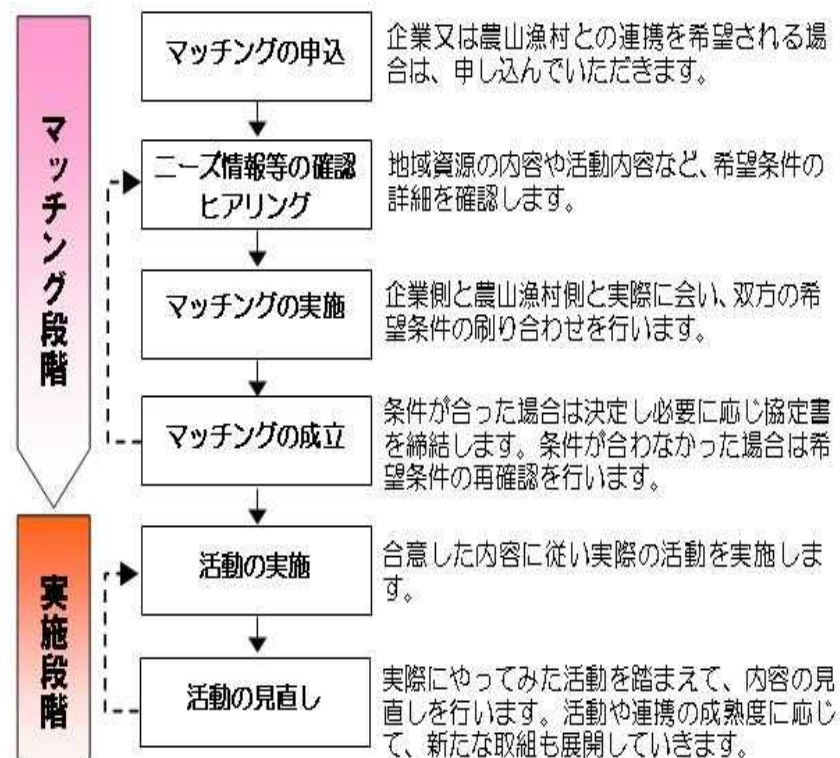 マッチング段階
マッチングの申込
企業又は農山漁村との連携を希望される場
合は、申し込んでいただきます。
ニーズ情報等の確認
ヒアリング
地域資源の内容や活動内容など、希望条件の
詳細を確認します。
マッチングの実施
企業側と農山漁村側と実際に会い、双方の希
望条件の刷り合わせを行います。
マッチングの成立
条件が合った場合は決定し必要に応じ協定書
を締結します。条件が合わなかった場合は希
望条件の再確認を行います。
実施段階
活動の実施
合意した内容に従い実際の活動を実施しま
す。
活動の見直し
実際にやってみた活動を踏まえて、内容の見
直しを行います。活動や連携の成熟度に応じ
て、新たな取組も展開していきます。